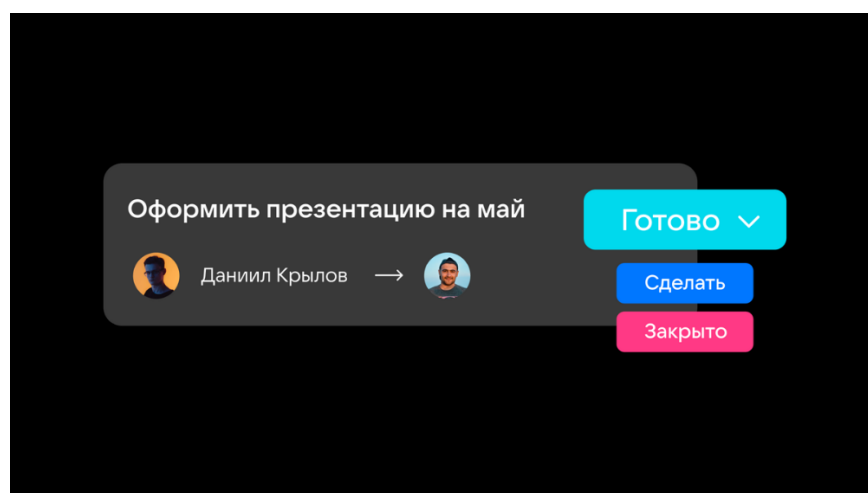 Оформить презентацию на май
Готово
Даниил Крылов
Сделать
Закрыто